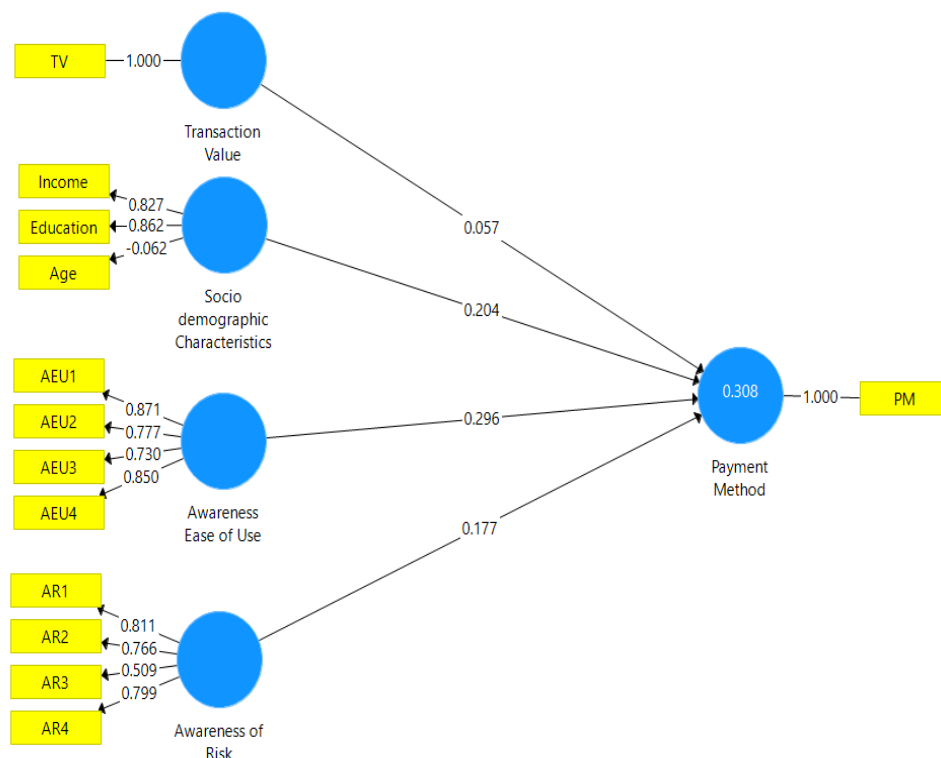 TV
1.000
Transaction
Value
Income
0.827
Education
0.862
-0.062
Age
Socio
demographic
Characteristics
0.057
0.204
AEU1
0.871
AEU2
0.777
AEU3
0.730
0.850
AEU4
Awareness
Ease of Use
0.296
0.308
1.000
PM
Payment
Method
0.177
AR1
0.811
AR2
0.766
AR3
0.509
0.799
AR4
Awareness of
Risk